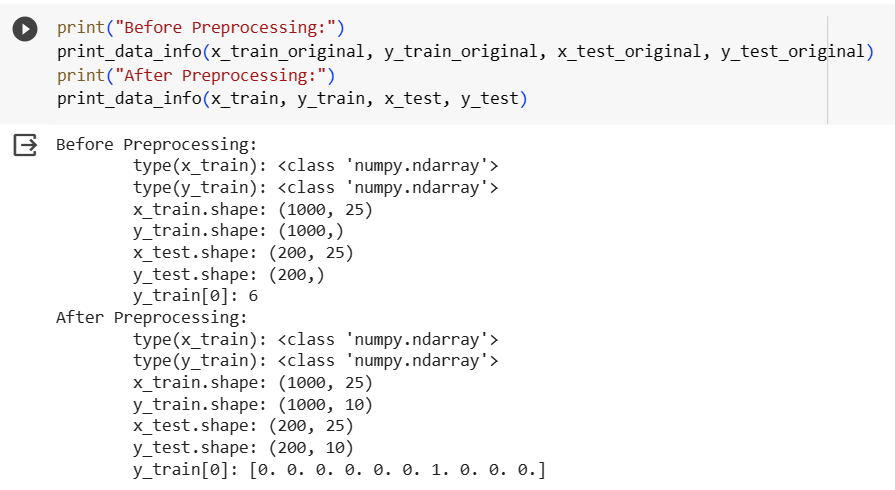 print("Before Preprocessing:")
print_data_info(x_train_original, y_train_original, x_test_original, y_test_original)
print("After Preprocessing:")
print_data_info(x_train, y_train, x_test, y_test)
Before Preprocessing:
        type(x_train): <class 'numpy.ndarray'>
        type(y_train): <class 'numpy.ndarray'>
        x_train.shape: (1000, 25)
        y_train.shape: (1000,)
        x_test.shape: (200, 25)
        y_test.shape: (200,)
        y_train[0]: 6
After Preprocessing:
        type(x_train): <class 'numpy.ndarray'>
        type(y_train): <class 'numpy.ndarray'>
        x_train.shape: (1000, 25)
        y_train.shape: (1000, 10)
        x_test.shape: (200, 25)
        y_test.shape: (200, 10)
        y_train[0]: [0. 0. 0. 0. 0. 0. 1. 0. 0. 0.]